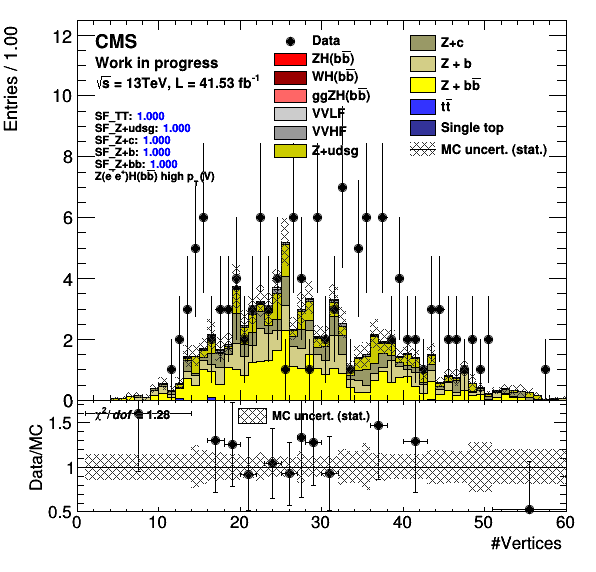 Entries / 1.00
12
10
8
6
4
2
0
CMS
Work in progress
√s = 13TeV, L = 41.53 fb⁻¹
SF_TT: 1.000
SF_Z+udsg: 1.000
SF_Z+c: 1.000
SF_Z+b: 1.000
SF_Z+bb: 1.000
Z(e⁻e⁺)H(bb̅) high p_T(V)
Data
ZH(bb̅)
WH(bb̅)
ggZH(bb̅)
VVLF
VVHF
Z+udsg
Z+c
Z + b
Z + bb̅
tt̅
Single top
MC uncert. (stat.)
Data/MC
1.5
1
0.5
χ²/dof = 1.28
MC uncert. (stat.)
0 10 20 30 40 50 60
#Vertices